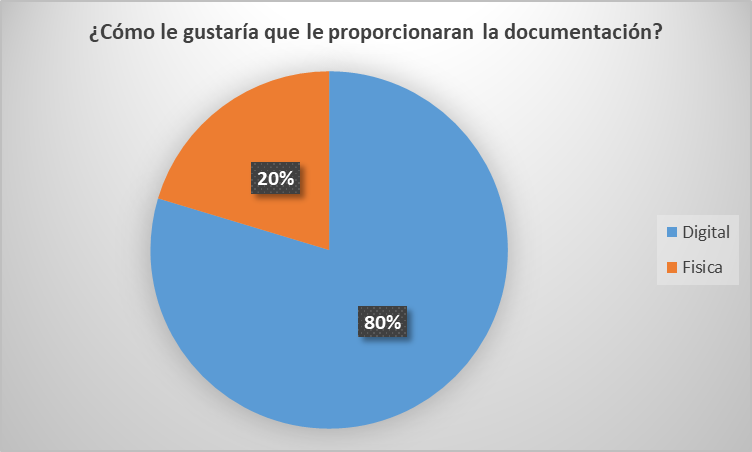 ¿Cómo le gustaría que le proporcionaran la documentación?
20%
80%
Digital
Fisica